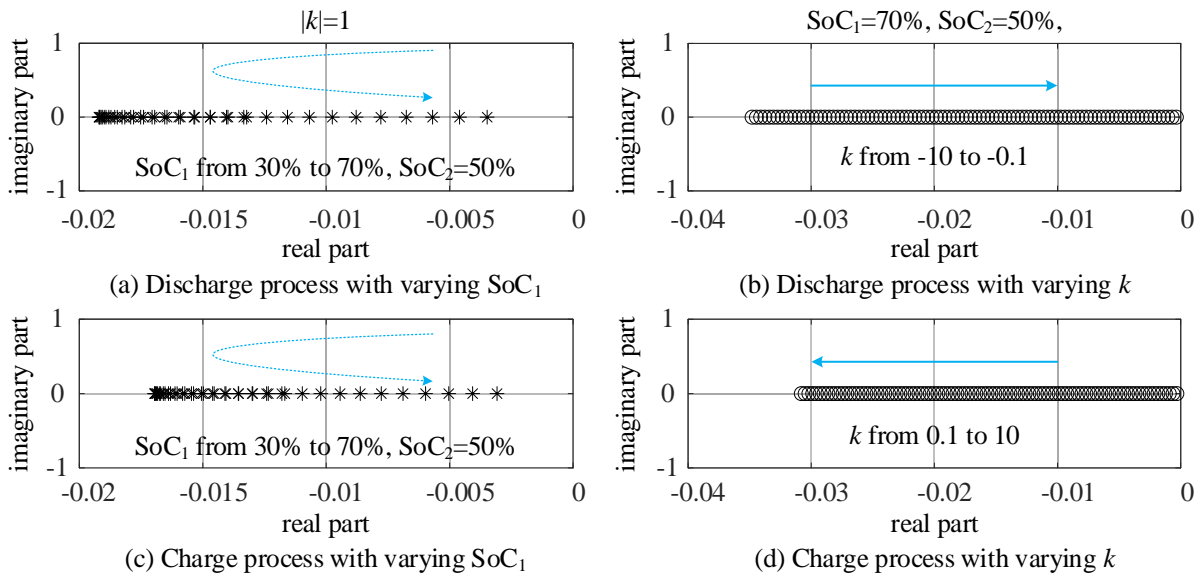 |k|=1
1
0
-1
imaginary part
SoC₁ from 30% to 70%, SoC₂=50%
-0.02 -0.015 -0.01 -0.005 0
real part
(a) Discharge process with varying SoC₁
SoC₁=70%, SoC₂=50%,
1
0
-1
imaginary part
k from -10 to -0.1
-0.04 -0.03 -0.02 -0.01 0
real part
(b) Discharge process with varying k
1
0
-1
imaginary part
SoC₁ from 30% to 70%, SoC₂=50%
-0.02 -0.015 -0.01 -0.005 0
real part
(c) Charge process with varying SoC₁
1
0
-1
imaginary part
k from 0.1 to 10
-0.04 -0.03 -0.02 -0.01 0
real part
(d) Charge process with varying k